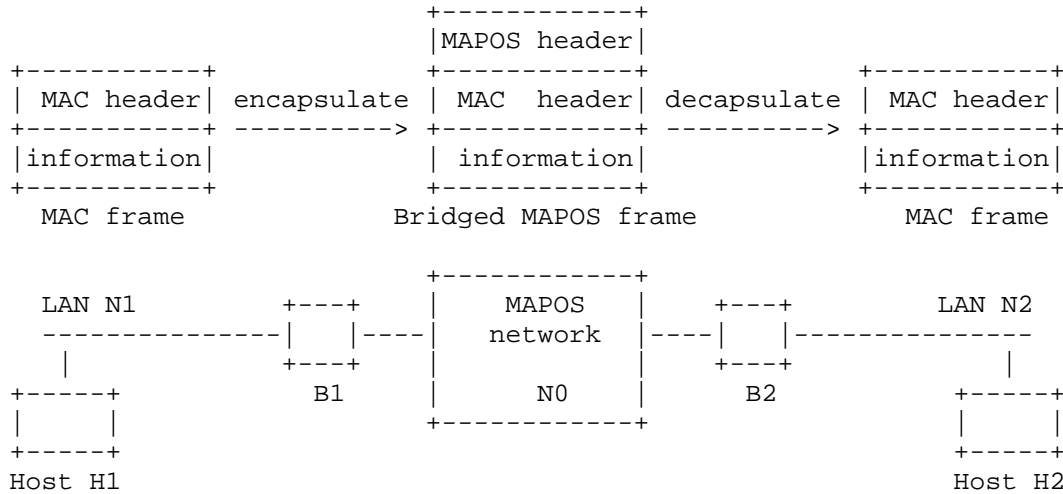 MAPOS header
MAC header encapsulate MAC header decapsulate MAC header
information information information
MAC frame Bridged MAPOS frame MAC frame
LAN N1 MAPOS LAN N2
network
B1 N0 B2
Host H1 Host H2